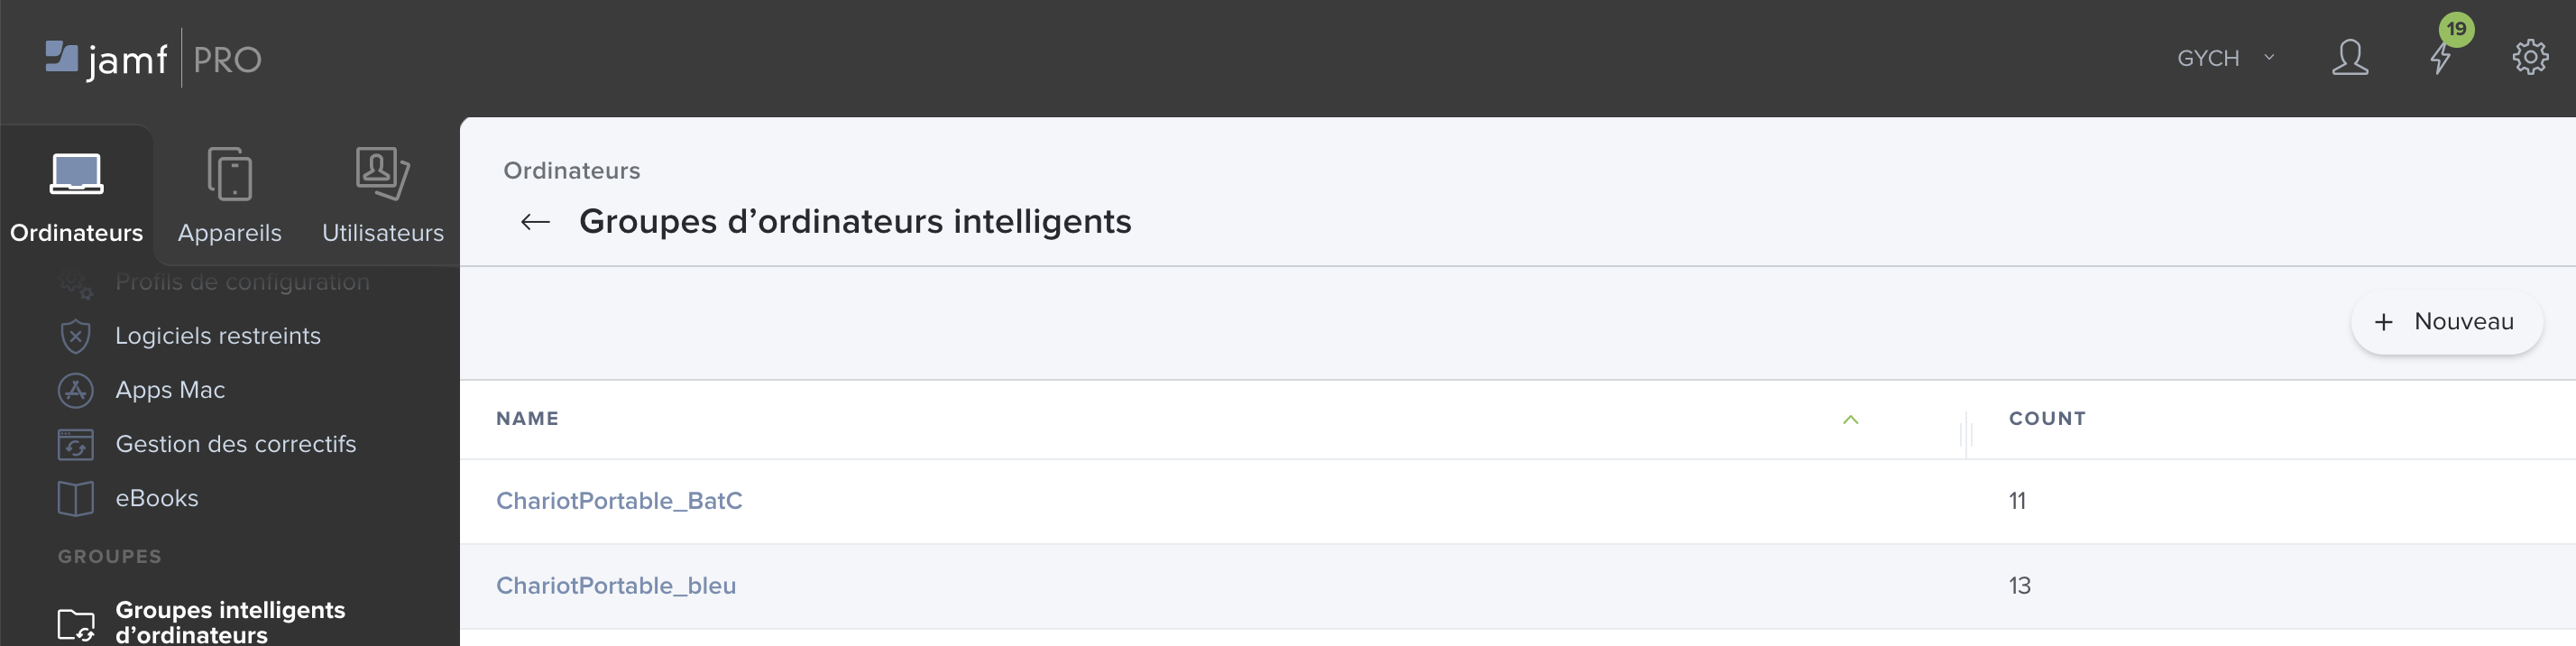 jamf PRO
GYCH
19
Ordinateurs
Appareils
Utilisateurs
Profils de configuration
Logiciels restreints
Apps Mac
Gestion des correctifs
eBooks
GROUPES
Groupes intelligents
d’ordinateurs
Ordinateurs
Groupes d’ordinateurs intelligents
+ Nouveau
NAME
COUNT
ChariotPortable_BatC
11
ChariotPortable_bleu
13